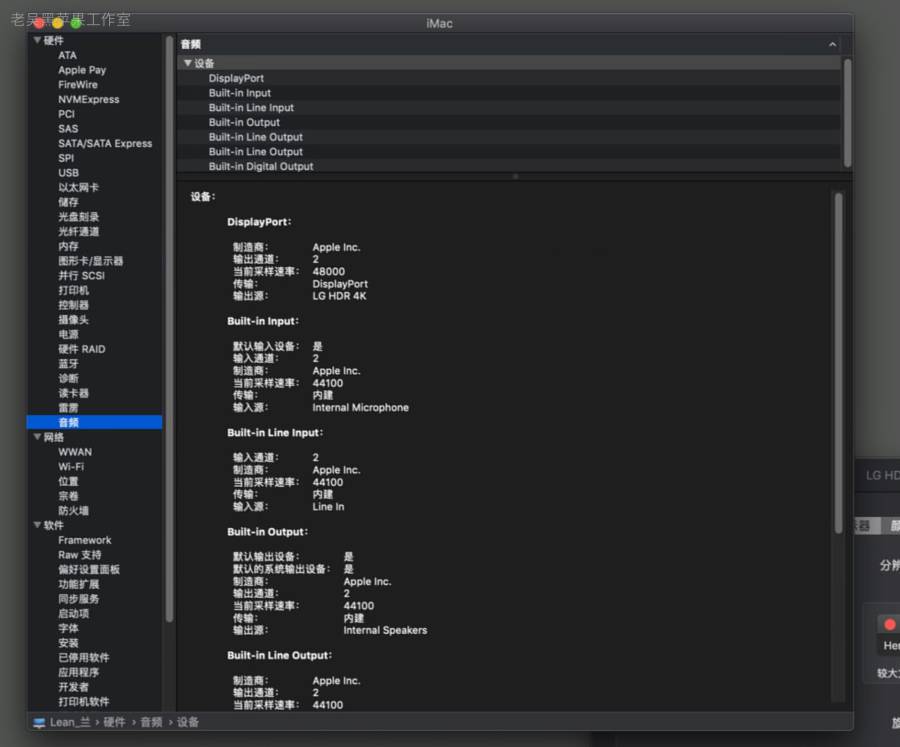 老吴黑苹果工作室
iMac
硬件
ATA
Apple Pay
FireWire
NVMExpress
PCI
SAS
SATA/SATA Express
SPI
USB
以太网卡
储存
光盘刻录
光纤通道
内存
图形卡/显示器
并行 SCSI
打印机
控制器
摄像头
电源
硬件 RAID
蓝牙
诊断
读卡器
雷雳
音频
网络
WWAN
Wi-Fi
位置
宗卷
防火墙
软件
Framework
Raw 支持
偏好设置面板
功能扩展
同步服务
启动项
字体
安装
已停用软件
应用程序
开发者
打印机软件
音频
设备
DisplayPort
Built-in Input
Built-in Line Input
Built-in Output
Built-in Line Output
Built-in Line Output
Built-in Digital Output
设备：
DisplayPort：
制造商： Apple Inc.
输出通道： 2
当前采样速率： 48000
传输： DisplayPort
输出源： LG HDR 4K
Built-in Input：
默认输入设备： 是
输入通道： 2
制造商： Apple Inc.
当前采样速率： 44100
传输： 内建
输入源： Internal Microphone
Built-in Line Input：
输入通道： 2
制造商： Apple Inc.
当前采样速率： 44100
传输： 内建
输入源： Line In
Built-in Output：
默认输出设备： 是
默认的系统输出设备： 是
制造商： Apple Inc.
输出通道： 2
当前采样速率： 44100
传输： 内建
输出源： Internal Speakers
Built-in Line Output：
制造商： Apple Inc.
输出通道： 2
当前采样速率： 44100
Lean_兰 › 硬件 › 音频 › 设备
LG HD
示器 颜
分辨
Her
较大文
旋